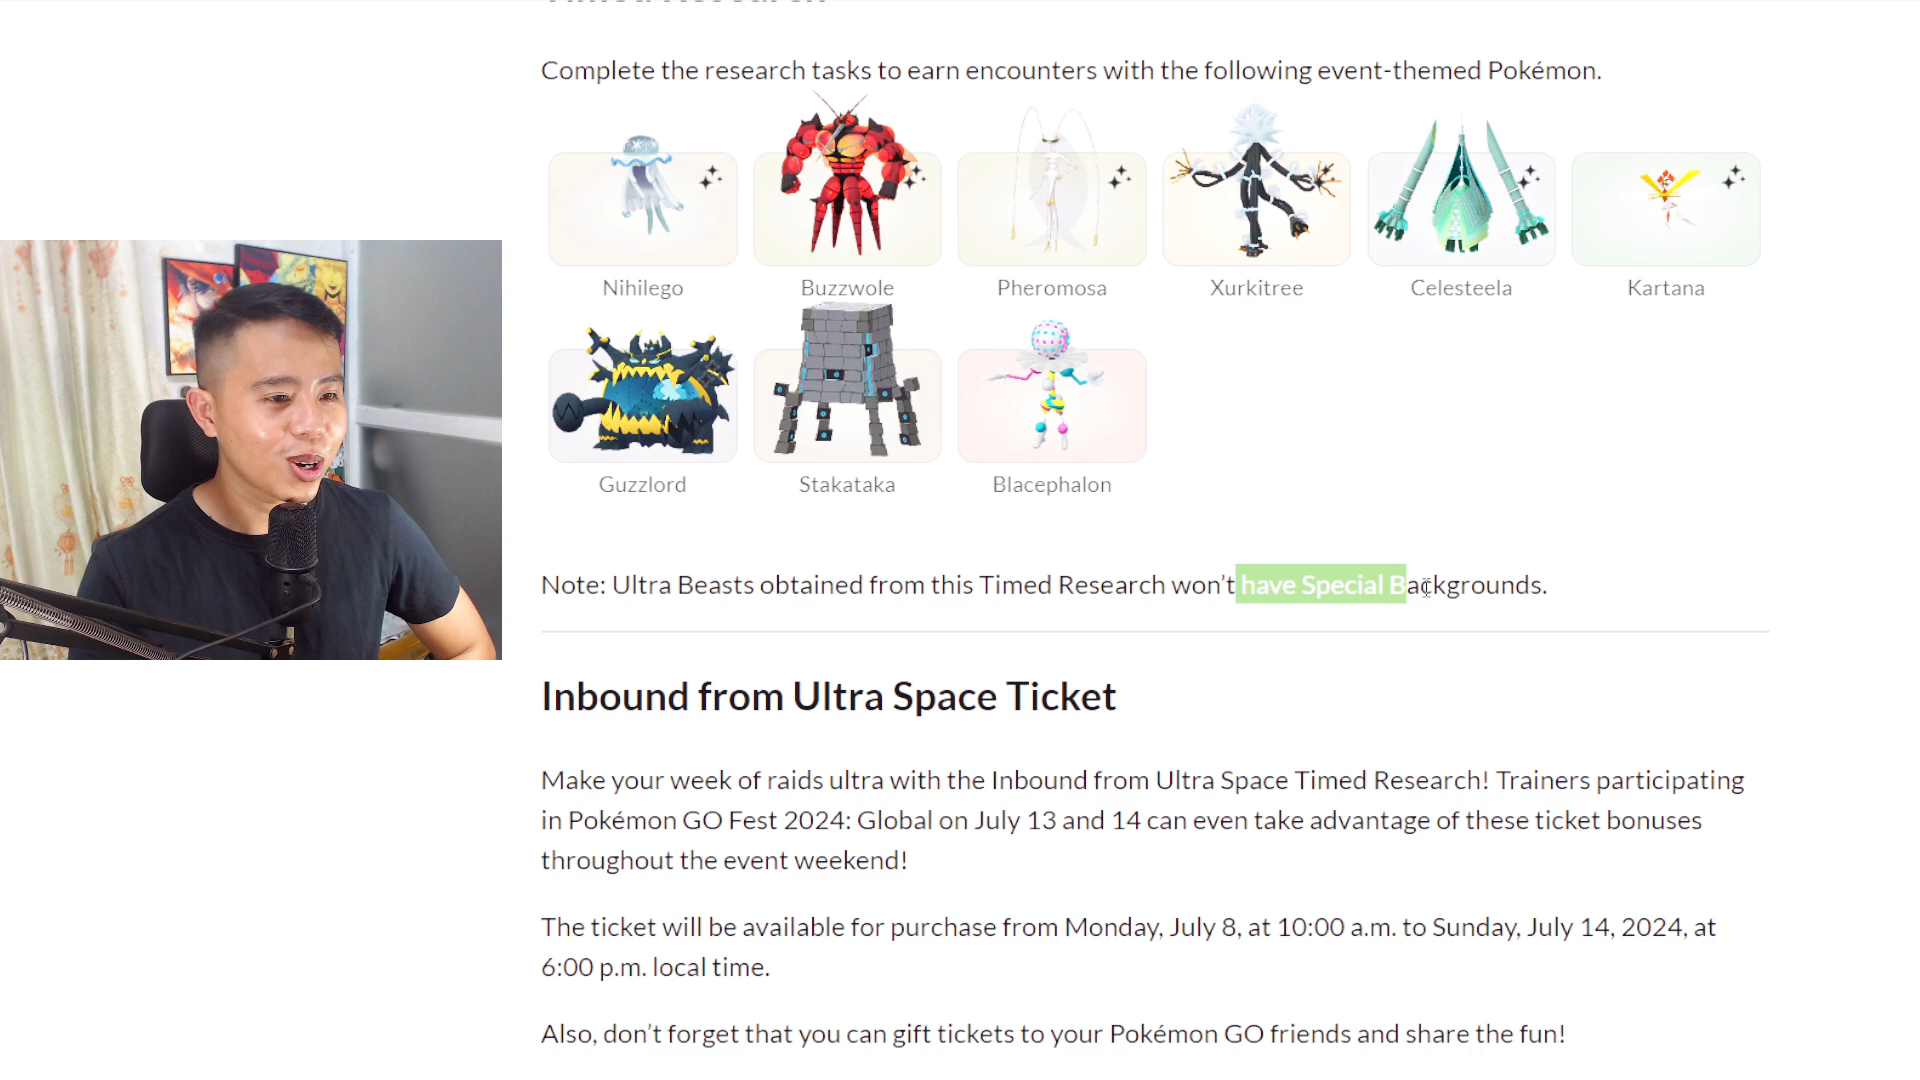 Complete the research tasks to earn encounters with the following event-themed Pokémon.
Nihilego Buzzwole Pheromosa Xurkitree Celesteela Kartana
Guzzlord Stakataka Blacephalon
Note: Ultra Beasts obtained from this Timed Research won’t have Special Backgrounds.
Inbound from Ultra Space Ticket
Make your week of raids ultra with the Inbound from Ultra Space Timed Research! Trainers participating
in Pokémon GO Fest 2024: Global on July 13 and 14 can even take advantage of these ticket bonuses
throughout the event weekend!
The ticket will be available for purchase from Monday, July 8, at 10:00 a.m. to Sunday, July 14, 2024, at
6:00 p.m. local time.
Also, don’t forget that you can gift tickets to your Pokémon GO friends and share the fun!